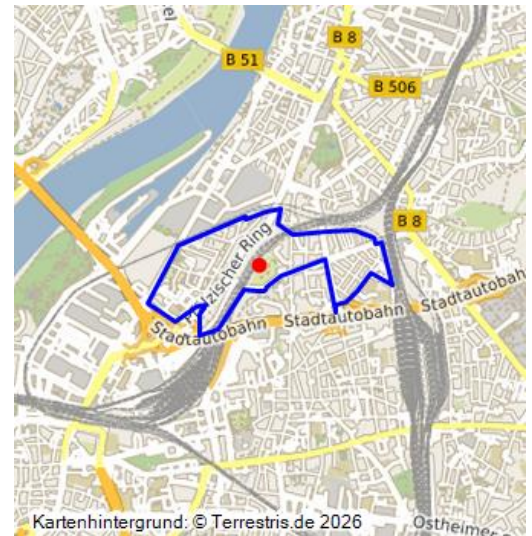 B 8
B 51
B 506
B 8
zischer Ring
Stadtautobahn
Stadtautobahn
Stadtautobahn
Kartenhintergrund: © Terrestris.de 2026
Ostheimer